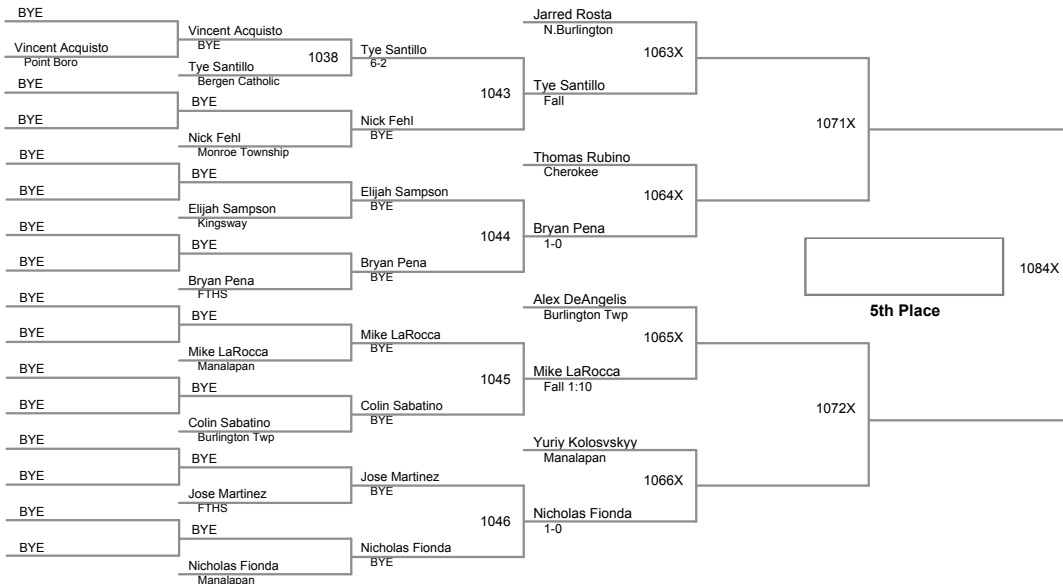 BYE
Vincent Acquisto
Point Boro
BYE
BYE
BYE
BYE
BYE
BYE
BYE
BYE
BYE
BYE
BYE
BYE
BYE
BYE
Vincent Acquisto
BYE
Tye Santillo
Bergen Catholic
BYE
Nick Fehl
Monroe Township
BYE
Elijah Sampson
Kingsway
BYE
Bryan Pena
FTHS
BYE
Mike LaRocca
Manalapan
BYE
Colin Sabatino
Burlington Twp
BYE
Jose Martinez
FTHS
BYE
Nicholas Fionda
Manalapan
1038
Tye Santillo
6-2
Nick Fehl
BYE
Elijah Sampson
BYE
Bryan Pena
BYE
Mike LaRocca
BYE
Colin Sabatino
BYE
Jose Martinez
BYE
Nicholas Fionda
BYE
1043
1044
1045
1046
Jarred Rosta
N.Burlington
Tye Santillo
Fall
Thomas Rubino
Cherokee
Bryan Pena
1-0
Alex DeAngelis
Burlington Twp
Mike LaRocca
Fall 1:10
Yuriy Kolosvskyy
Manalapan
Nicholas Fionda
1-0
1063X
1064X
1065X
1066X
1071X
1072X
1084X
5th Place